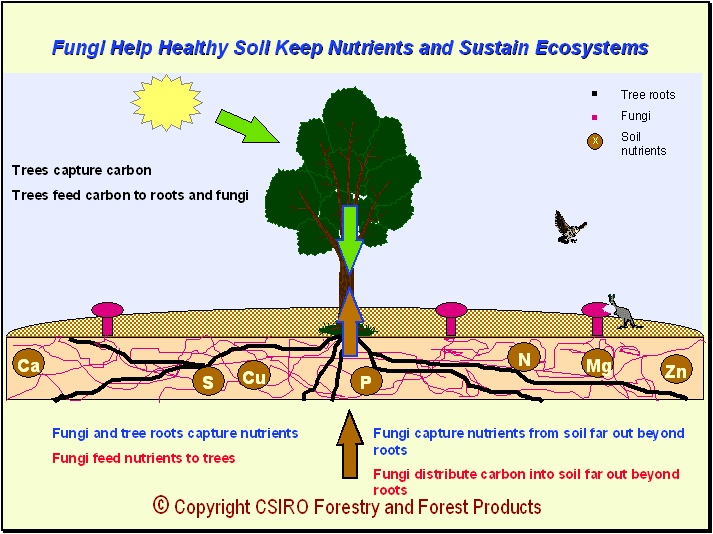 Fungi Help Healthy Soil Keep Nutrients and Sustain Ecosystems
Tree roots
Fungi
X
Soil
nutrients
Trees capture carbon
Trees feed carbon to roots and fungi
Ca
S
Cu
P
N
Mg
Zn
Fungi and tree roots capture nutrients
Fungi feed nutrients to trees
Fungi capture nutrients from soil far out beyond
roots
Fungi distribute carbon into soil far out beyond
roots
© Copyright CSIRO Forestry and Forest Products